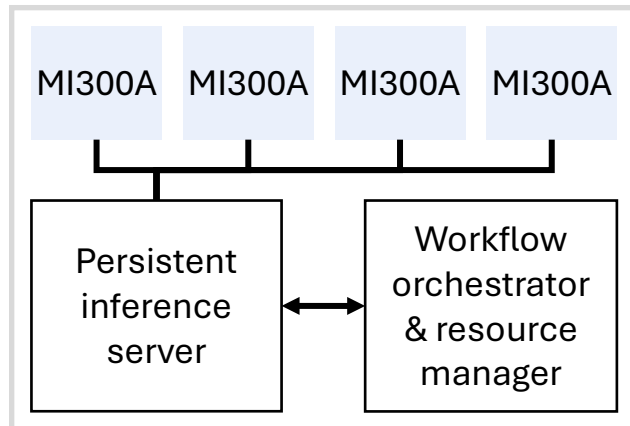 MI300A MI300A MI300A MI300A
Persistent
inference
server
Workflow
orchestrator
& resource
manager